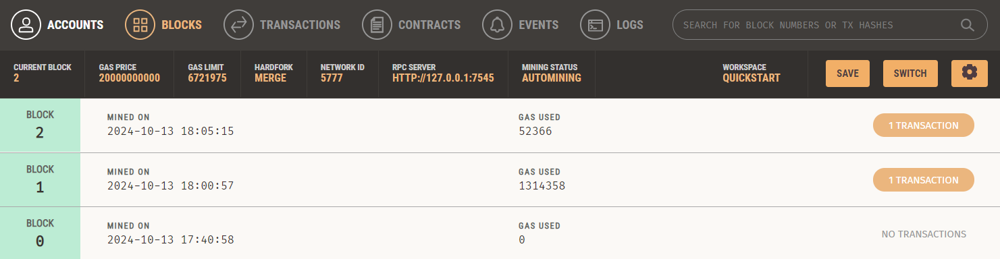 ACCOUNTS BLOCKS TRANSACTIONS CONTRACTS EVENTS LOGS SEARCH FOR BLOCK NUMBERS OR TX HASHES
CURRENT BLOCK GAS PRICE GAS LIMIT HARDFORK NETWORK ID RPC SERVER MINING STATUS WORKSPACE
2 20000000000 6721975 MERGE 5777 HTTP://127.0.0.1:7545 AUTOMINING QUICKSTART SAVE SWITCH
BLOCK MINED ON GAS USED
2 2024-10-13 18:05:15 52366 1 TRANSACTION
BLOCK MINED ON GAS USED
1 2024-10-13 18:00:57 1314358 1 TRANSACTION
BLOCK MINED ON GAS USED
0 2024-10-13 17:40:58 0 NO TRANSACTIONS